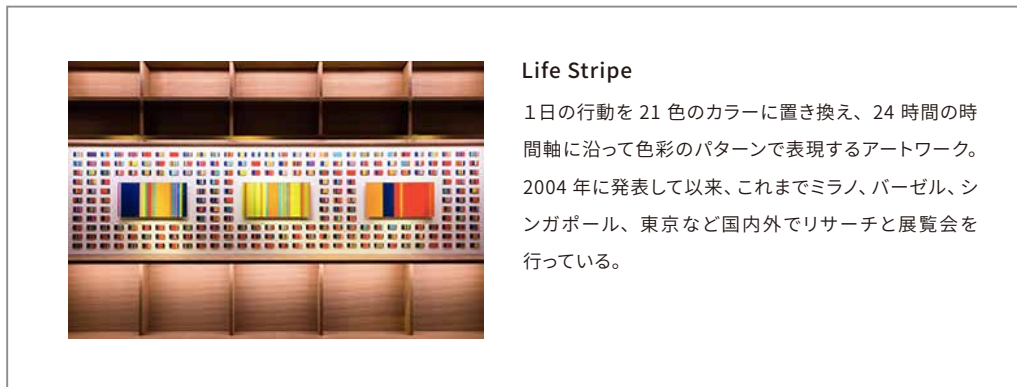 Life Stripe
１日の行動を 21 色のカラーに置き換え、24 時間の時
間軸に沿って色彩のパターンで表現するアートワーク。
2004 年に発表して以来、これまでミラノ、バーゼル、シ
ンガポール、東京など国内外でリサーチと展覧会を
行っている。